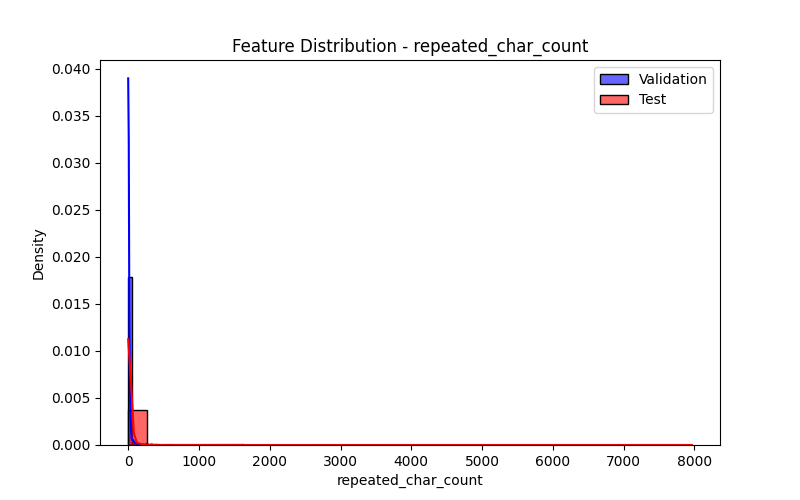 Feature Distribution - repeated_char_count
Validation
Test
Density
0.040
0.035
0.030
0.025
0.020
0.015
0.010
0.005
0.000
0 1000 2000 3000 4000 5000 6000 7000 8000
repeated_char_count